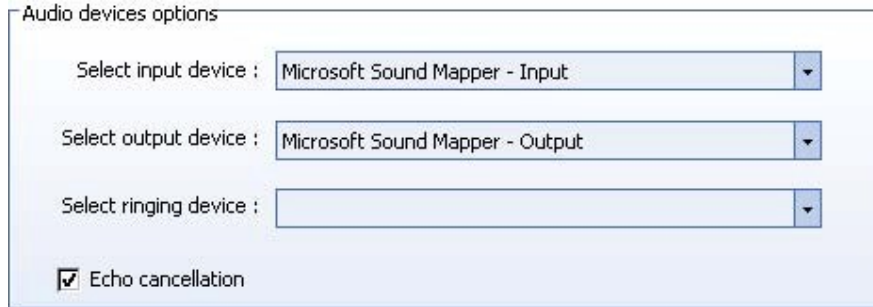 Audio devices options
Select input device : Microsoft Sound Mapper - Input
Select output device : Microsoft Sound Mapper - Output
Select ringing device :
Echo cancellation